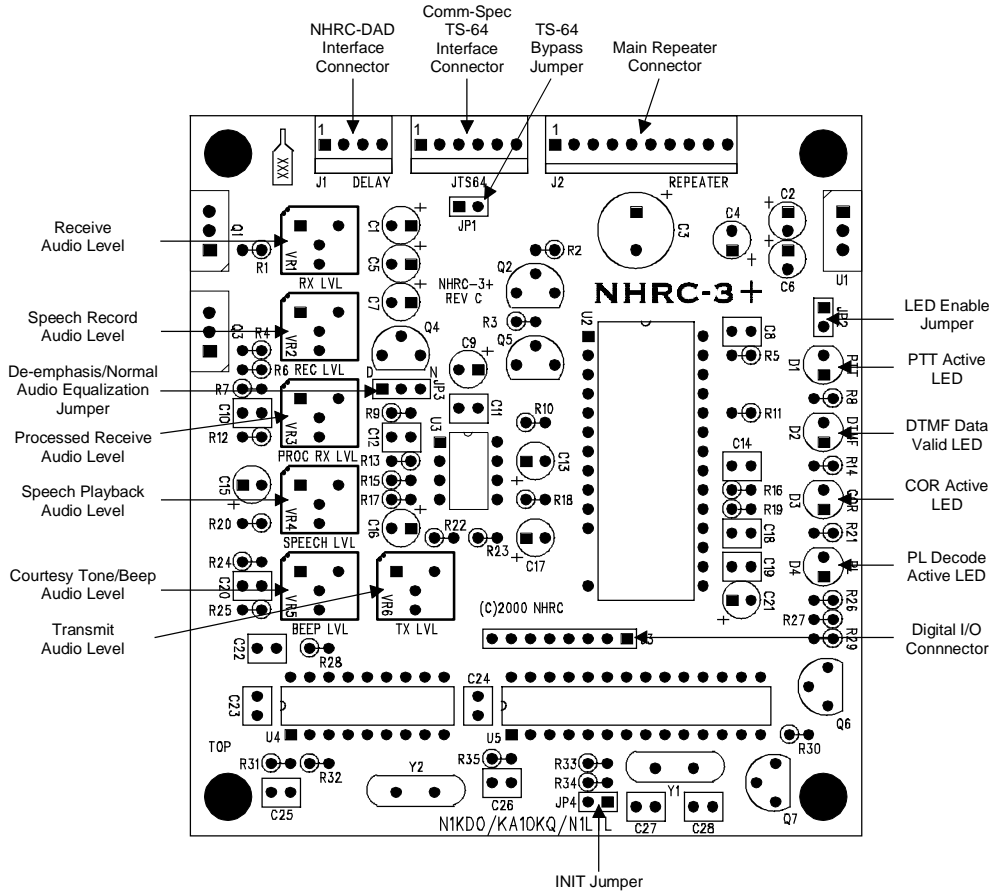 NHRC-DAD
Interface
Connector
Comm-Spec
TS-64
Interface
Connector
TS-64
Bypass
Jumper
Main Repeater
Connector
XXX
1
J1
DELAY
1
JTS64
1
J2
REPEATER
JP1
Receive
Audio Level
Q1
R1
VR1
RX LVL
C1
C5
C7
NHRC-3+
REV C
Q2
R2
C3
C4
C2
C6
U1
NHRC-3+
Speech Record
Audio Level
Q3
R4
VR2
R6
REC LVL
Q4
R3
Q5
C9
U2
C8
R5
JP2
LED Enable
Jumper
D1
PTT
PTT Active
LED
De-emphasis/Normal
Audio Equalization
Jumper
R7
C10
R12
D
N
JP3
R9
C11
R10
R8
R11
Processed Receive
Audio Level
VR3
PROC RX LVL
C12
U3
R13
C13
D2
DTMF
DTMF Data
Valid LED
C14
R14
Speech Playback
Audio Level
C15
R20
VR4
SPEECH LVL
R15
R17
C16
R18
R16
R19
D3
COR
COR Active
LED
R22
R23
C17
C18
R21
Courtesy Tone/Beep
Audio Level
R24
C20
R25
VR5
BEEP LVL
VR6
TX LVL
C19
C21
D4
PL
PL Decode
Active LED
R26
R27
R29
(C)2000 NHRC
Digital I/O
Connnector
Transmit
Audio Level
C22
R28
C23
U4
C24
U5
Q6
TOP
R30
R31
R32
Y2
R35
C26
R33
R34
JP4
Y1
Q7
C25
C27
C28
N1KDO/KA1OKQ/N1L L
INIT Jumper